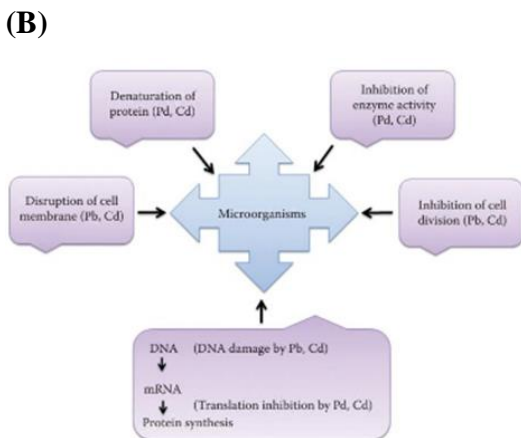 (B)
Denaturation of
protein (Pd, Cd)
Inhibition of
enzyme activity
(Pd, Cd)
Disruption of cell
membrane (Pb, Cd)
Microorganisms
Inhibition of cell
division (Pb, Cd)
DNA (DNA damage by Pb, Cd)
mRNA
(Translation inhibition by Pd, Cd)
Protein synthesis